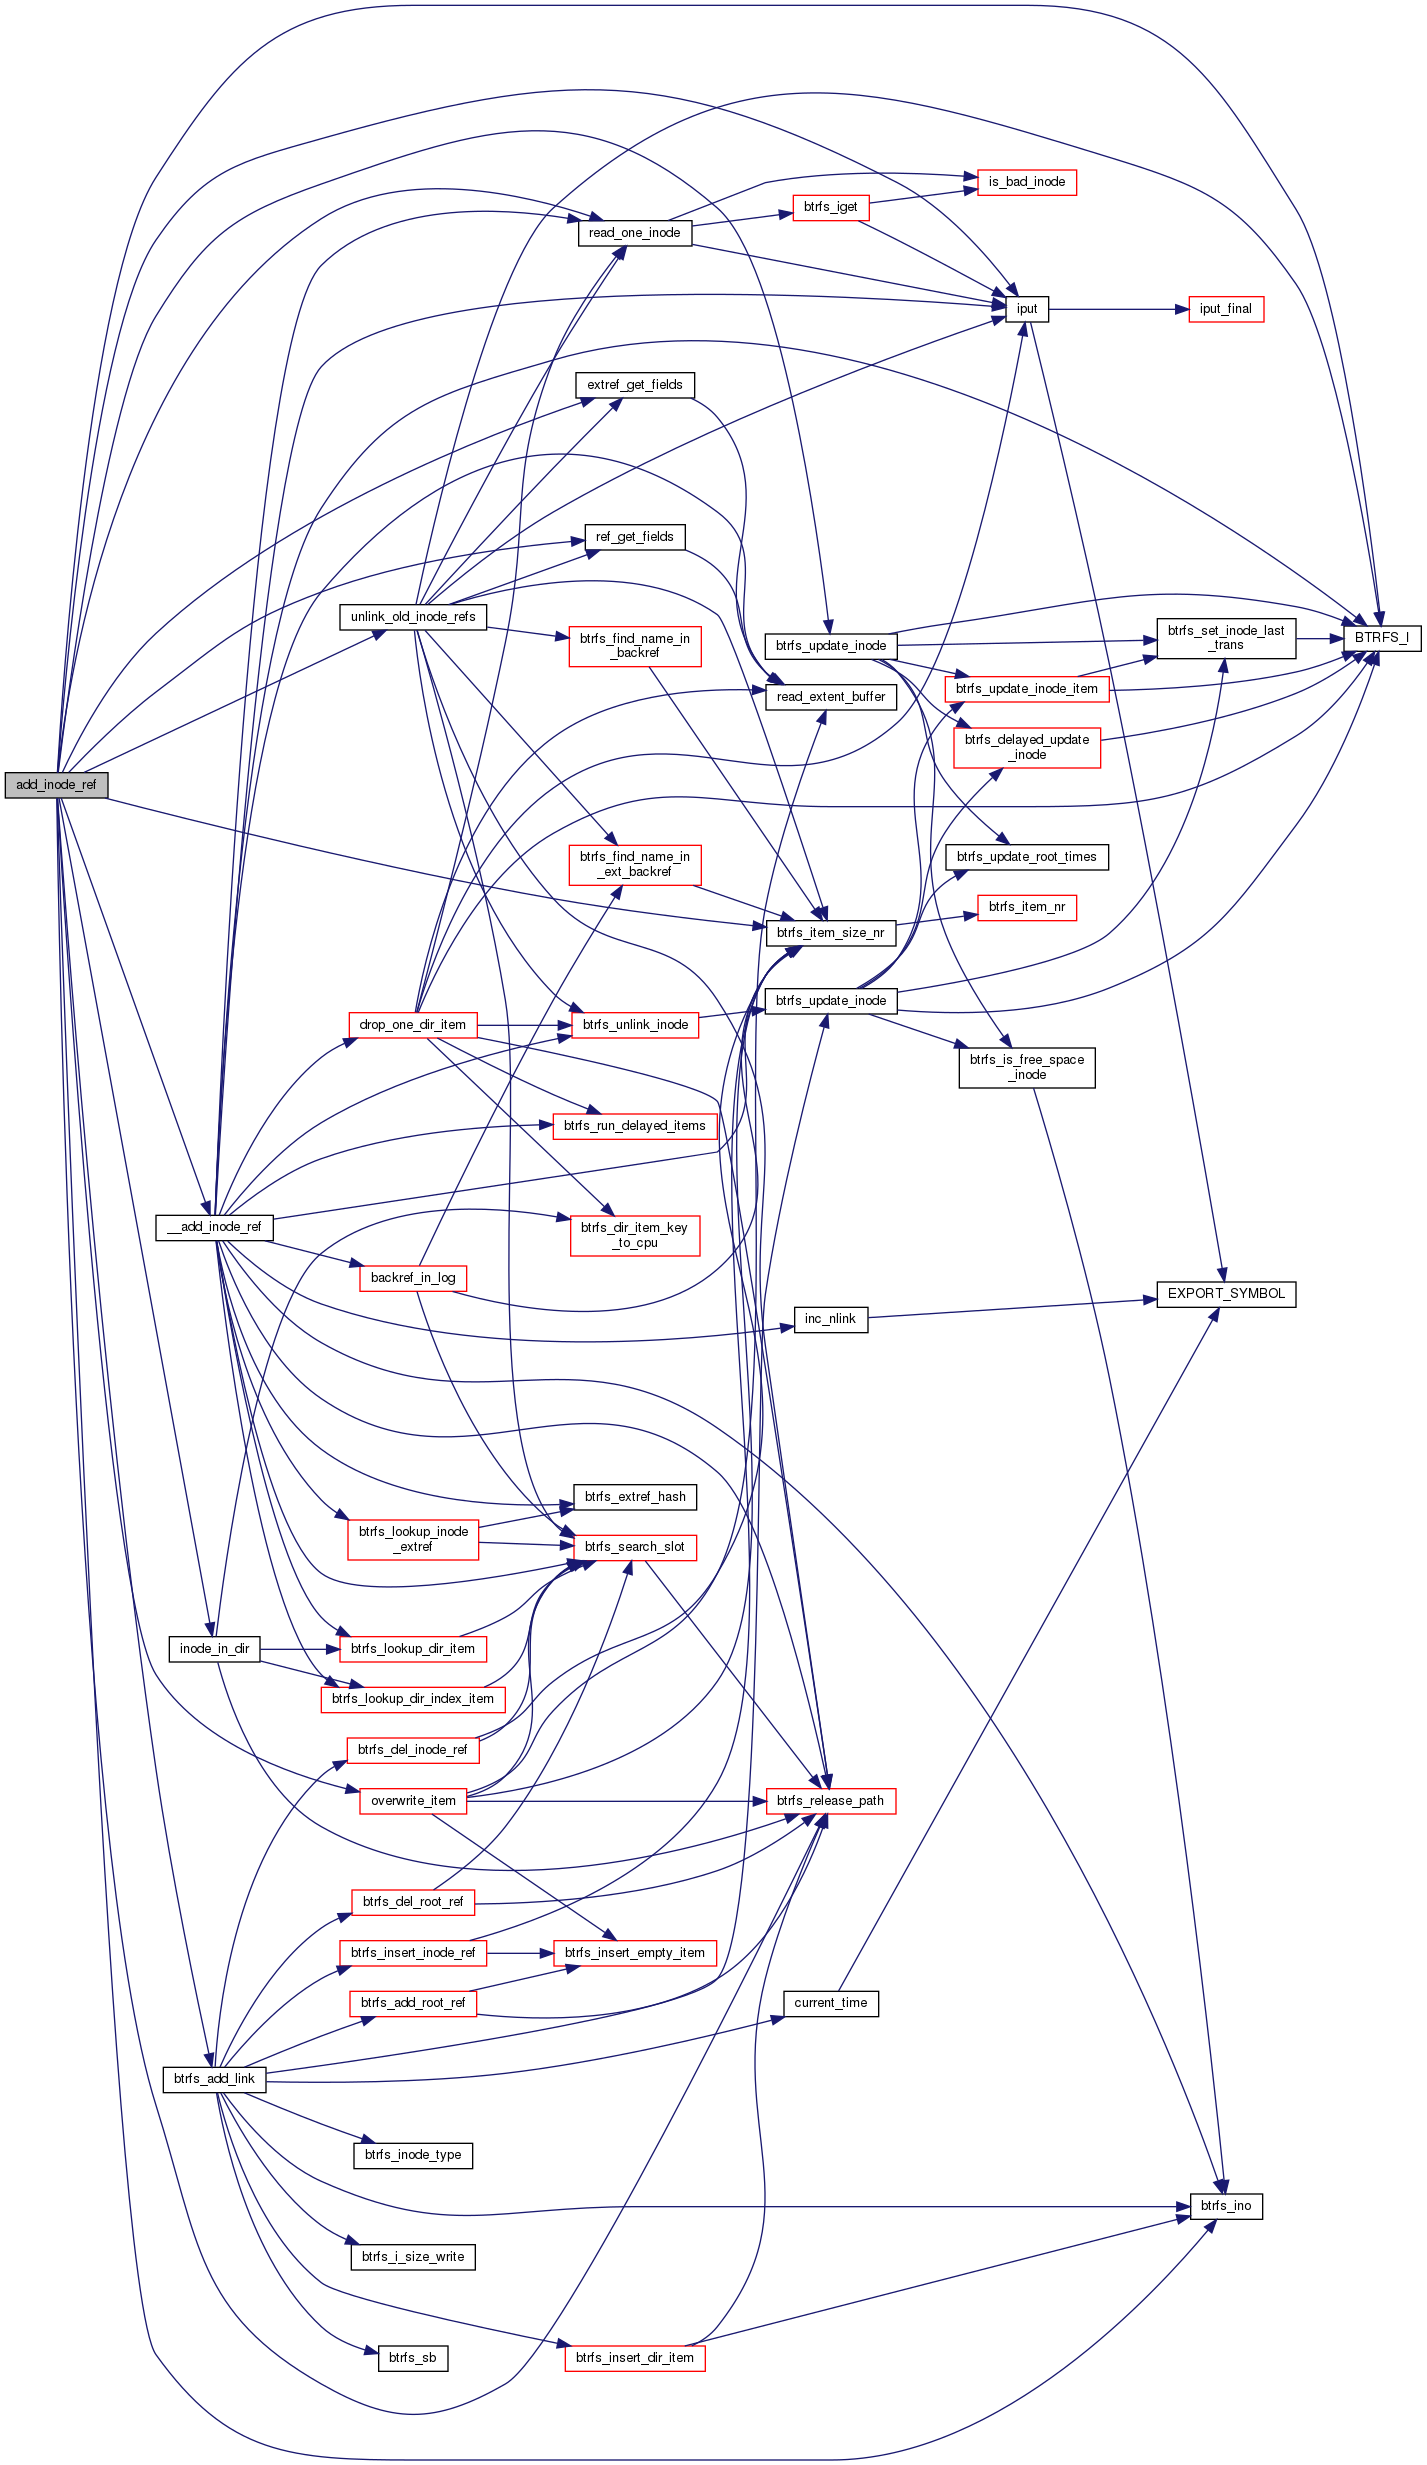 is_bad_inode
btrfs_iget
read_one_inode
iput
iput_final
extref_get_fields
ref_get_fields
unlink_old_inode_refs
btrfs_find_name_in
_backref
btrfs_update_inode
btrfs_set_inode_last
_trans
BTRFS_I
btrfs_update_inode_item
read_extent_buffer
btrfs_delayed_update
_inode
add_inode_ref
btrfs_find_name_in
_ext_backref
btrfs_update_root_times
btrfs_item_nr
btrfs_item_size_nr
btrfs_update_inode
drop_one_dir_item
btrfs_unlink_inode
btrfs_is_free_space
_inode
btrfs_run_delayed_items
__add_inode_ref
btrfs_dir_item_key
_to_cpu
backref_in_log
EXPORT_SYMBOL
inc_nlink
btrfs_extref_hash
btrfs_lookup_inode
_extref
btrfs_search_slot
inode_in_dir
btrfs_lookup_dir_item
btrfs_lookup_dir_index_item
btrfs_del_inode_ref
overwrite_item
btrfs_release_path
btrfs_del_root_ref
btrfs_insert_inode_ref
btrfs_insert_empty_item
btrfs_add_root_ref
current_time
btrfs_add_link
btrfs_inode_type
btrfs_ino
btrfs_i_size_write
btrfs_sb
btrfs_insert_dir_item